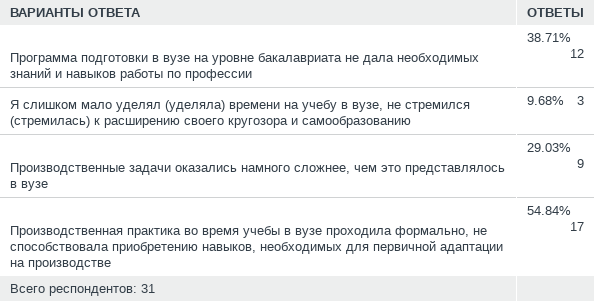 ВАРИАНТЫ ОТВЕТА ОТВЕТЫ
38.71%
12
Программа подготовки в вузе на уровне бакалавриата не дала необходимых
знаний и навыков работы по профессии
Я слишком мало уделял (уделяла) времени на учебу в вузе, не стремился 9.68% 3
(стремилась) к расширению своего кругозора и самообразованию
29.03%
9
Производственные задачи оказались намного сложнее, чем это представлялось
в вузе
54.84%
17
Производственная практика во время учебы в вузе проходила формально, не
способствовала приобретению навыков, необходимых для первичной адаптации
на производстве
Всего респондентов: 31